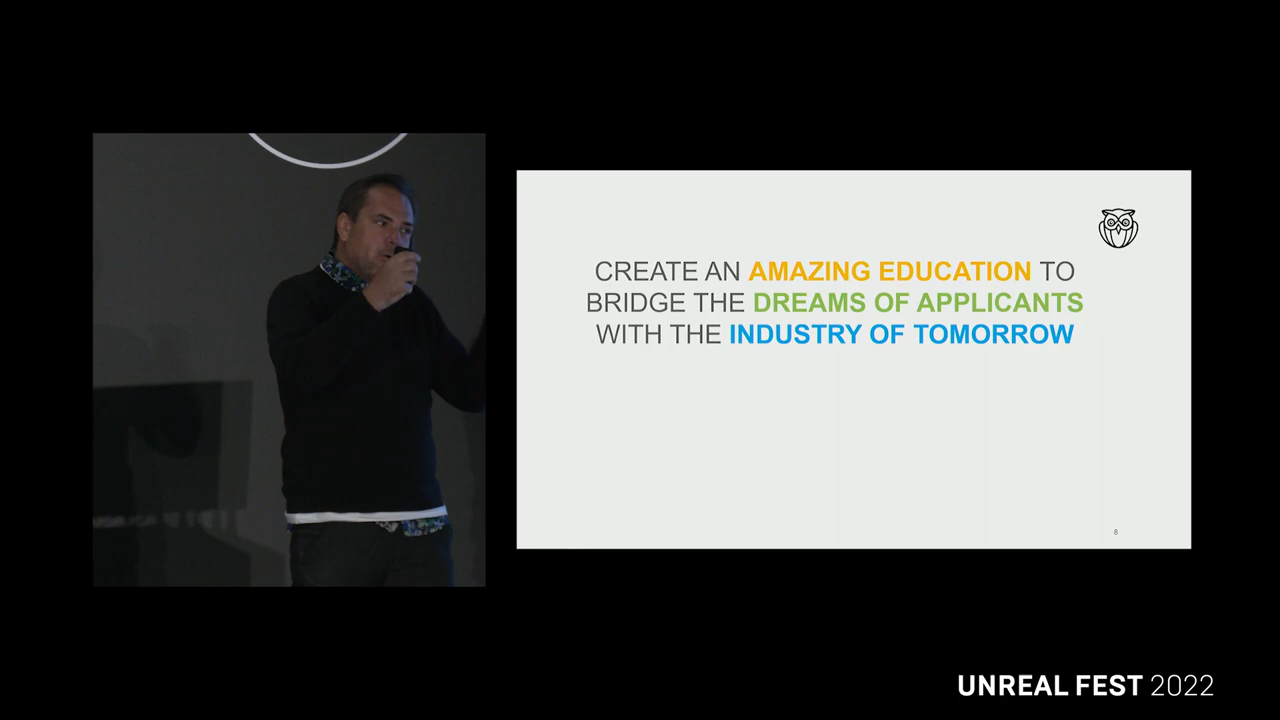 CREATE AN AMAZING EDUCATION TO
BRIDGE THE DREAMS OF APPLICANTS
WITH THE INDUSTRY OF TOMORROW
8
UNREAL FEST 2022